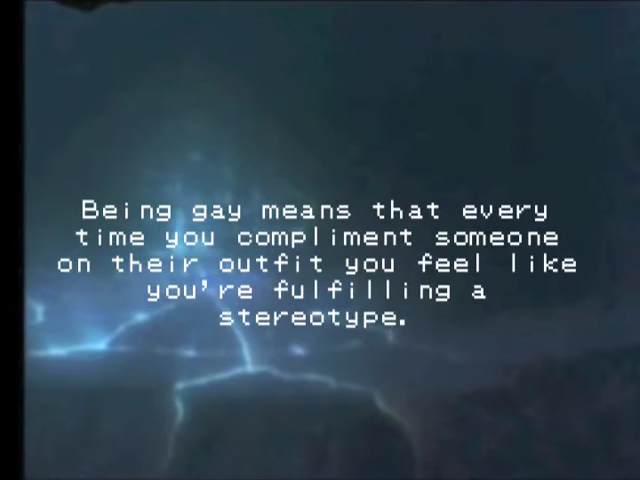 Being gay means that every
time you compliment someone
on their outfit you feel like
you're fulfilling a
stereotype.